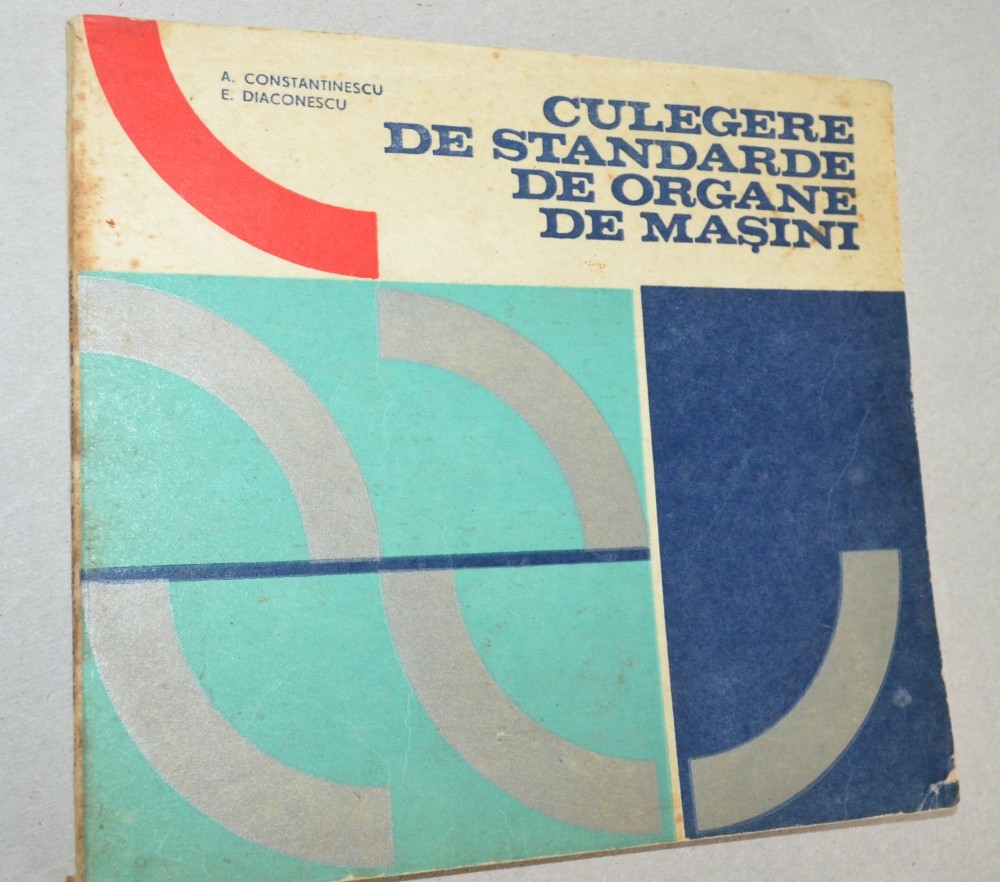 A. CONSTANTINESCU
E. DIACONESCU
CULEGERE
DE STANDARDE
DE ORGANE
DE MAŞINI